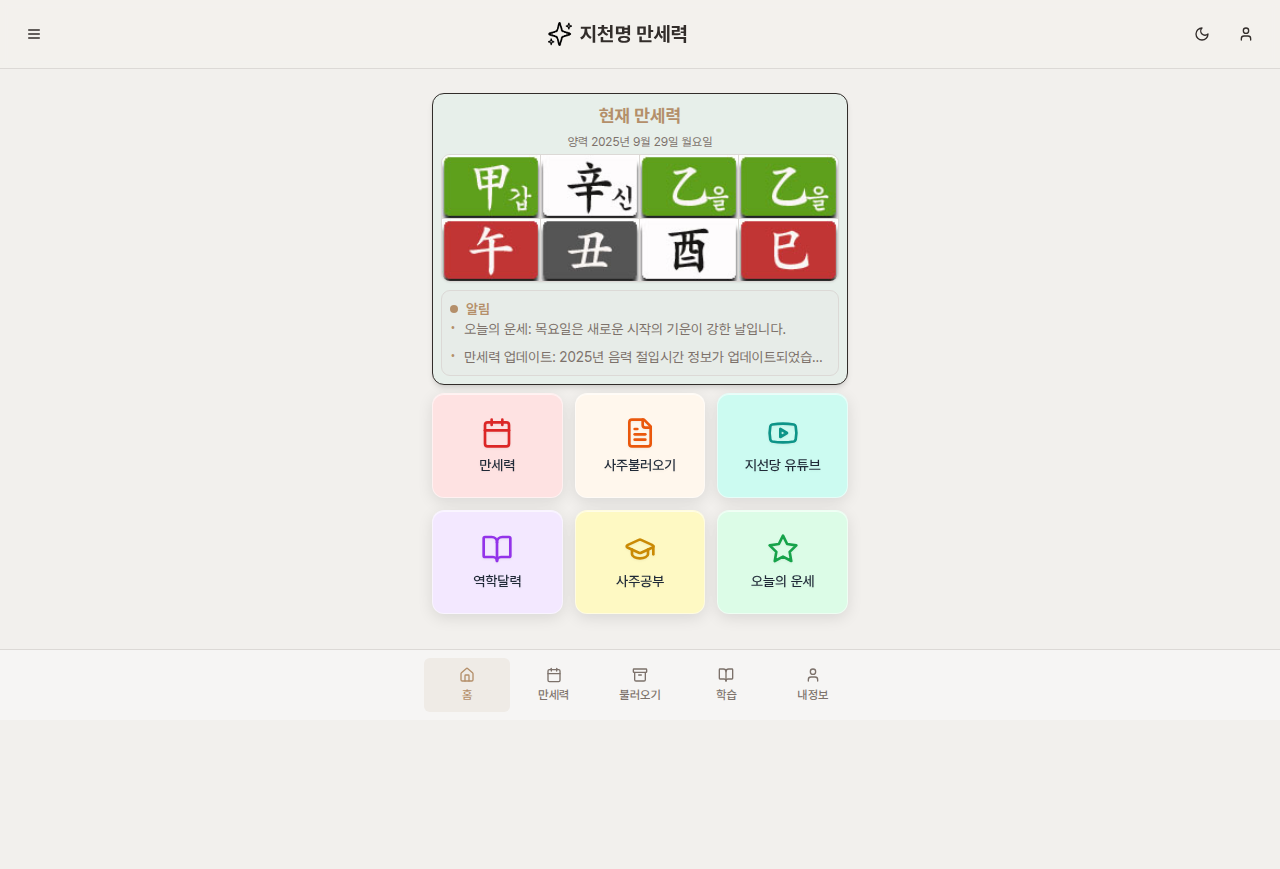 지천명 만세력
현재 만세력
양력 2025년 9월 29일 월요일
甲갑 辛신 乙을 乙을
午 丑 酉 巳
알림
• 오늘의 운세: 목요일은 새로운 시작의 기운이 강한 날입니다.
• 만세력 업데이트: 2025년 음력 절입시간 정보가 업데이트되었습...
만세력 사주불러오기 지선당 유튜브
역학달력 사주공부 오늘의 운세
홈 만세력 불러오기 학습 내정보